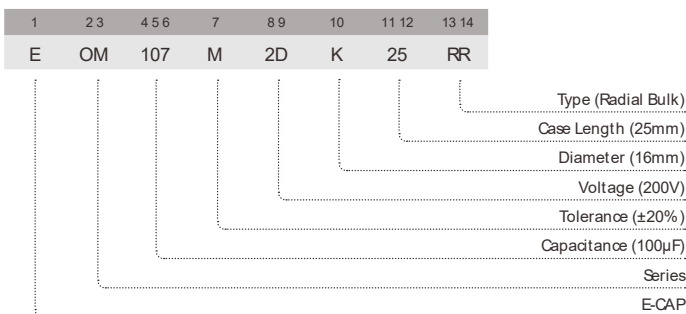 1 2 3 4 5 6 7 8 9 10 11 12 13 14
E OM 107 M 2D K 25 RR
Type (Radial Bulk)
Case Length (25mm)
Diameter (16mm)
Voltage (200V)
Tolerance (±20%)
Capacitance (100µF)
Series
E-CAP